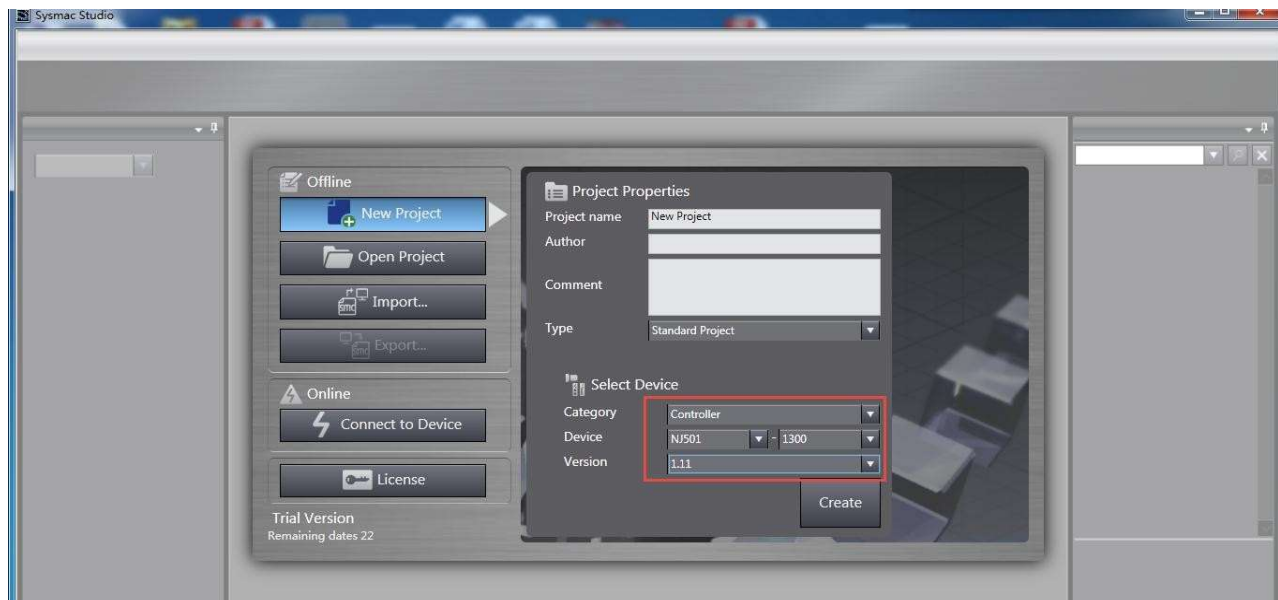 Sysmac Studio
Offline
New Project
Open Project
Import...
Export...
Online
Connect to Device
License
Trial Version
Remaining dates 22
Project Properties
Project name New Project
Author
Comment
Type Standard Project
Select Device
Category Controller
Device NJ501 - 1300
Version 1.11
Create